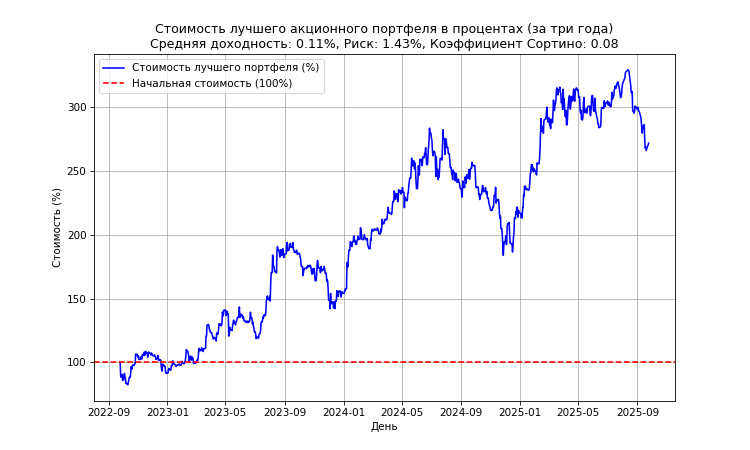 Стоимость лучшего акционного портфеля в процентах (за три года)
Средняя доходность: 0.11%, Риск: 1.43%, Коэффициент Сортино: 0.08
Стоимость лучшего портфеля (%)
Начальная стоимость (100%)
Стоимость (%)
300
250
200
150
100
2022-09 2023-01 2023-05 2023-09 2024-01 2024-05 2024-09 2025-01 2025-05 2025-09
День